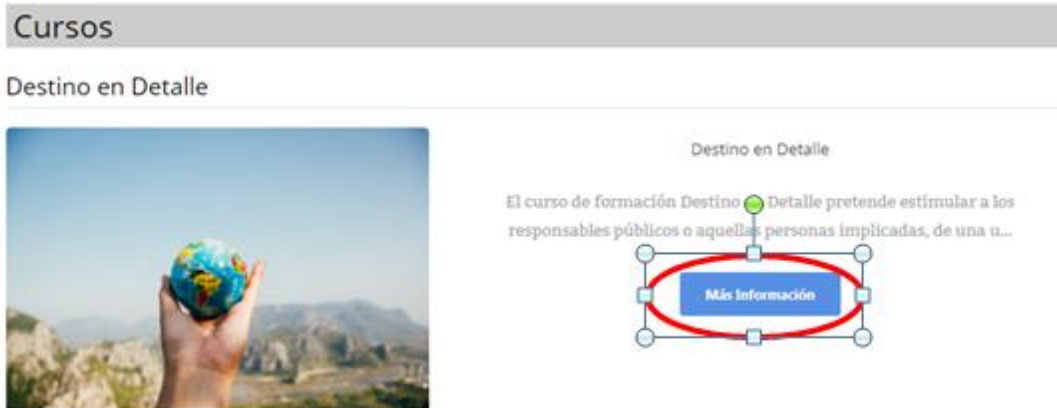 Cursos
Destino en Detalle
Destino en Detalle
El curso de formación Destino Detalle pretende estimular a los
responsables públicos o aquellas personas implicadas, de una u...
Más Información